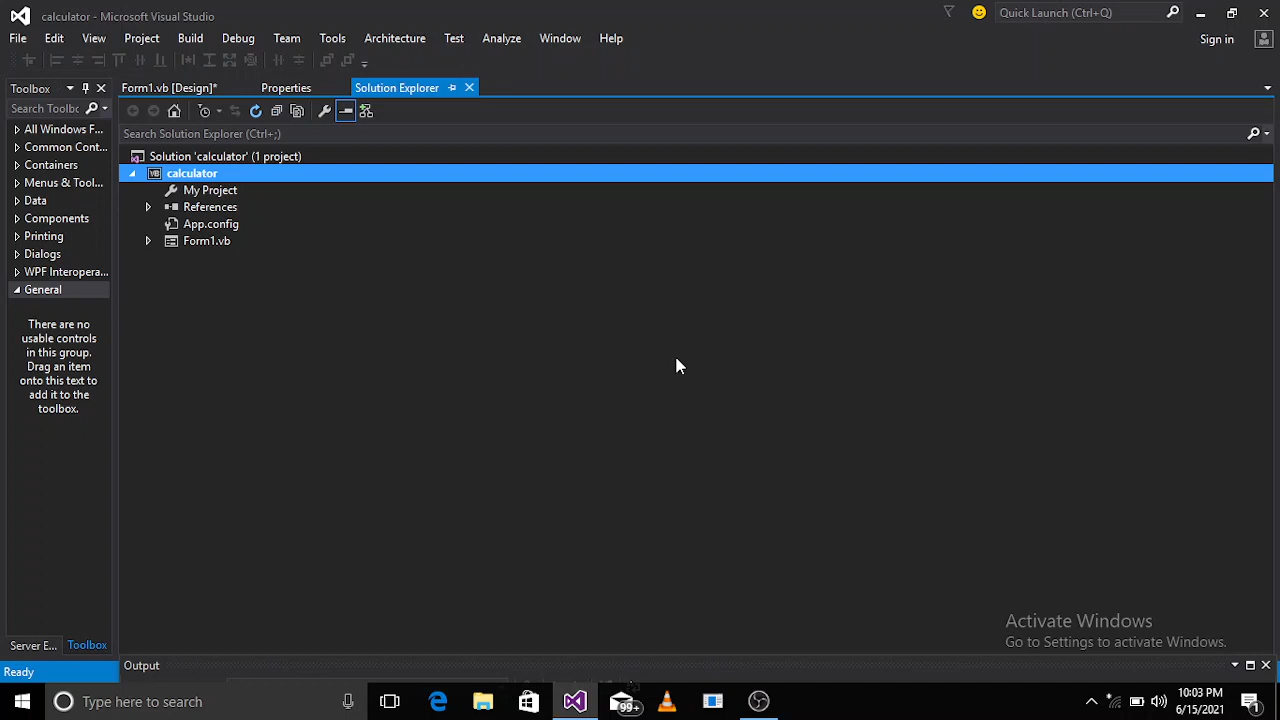 calculator - Microsoft Visual Studio
Quick Launch (Ctrl+Q)
File Edit View Project Build Debug Team Tools Architecture Test Analyze Window Help
Sign in
Toolbox
Form1.vb [Design]* Properties Solution Explorer
Search Toolbo
Search Solution Explorer (Ctrl+;)
All Windows F...
Common Cont...
Containers
Menus & Tool...
Data
Components
Printing
Dialogs
WPF Interopera...
General
There are no
usable controls
in this group.
Drag an item
onto this text to
add it to the
toolbox.
Solution 'calculator' (1 project)
VB calculator
My Project
References
App.config
Form1.vb
Activate Windows
Go to Settings to activate Windows.
Server E... Toolbox
Output
Ready
Type here to search
99+
10:03 PM
6/15/2021
1